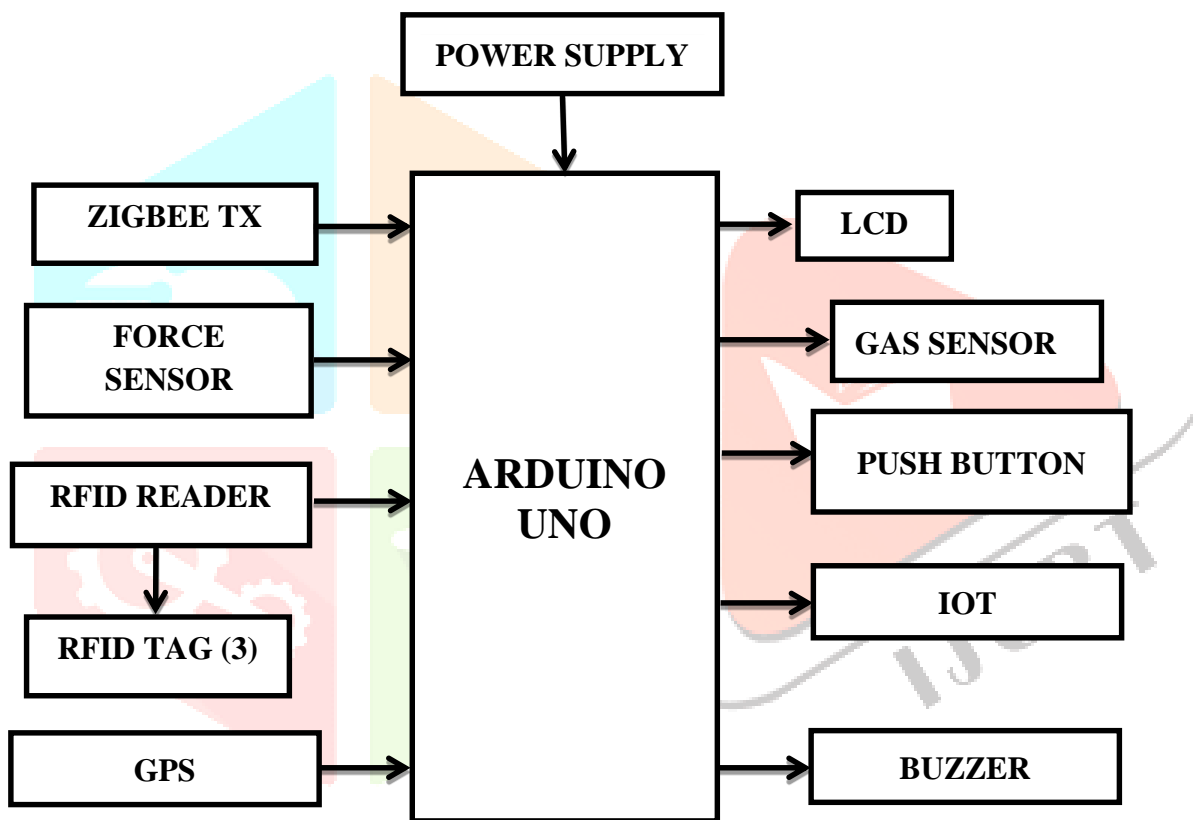 POWER SUPPLY
ZIGBEE TX
FORCE
SENSOR
RFID READER
RFID TAG (3)
GPS
ARDUINO
UNO
LCD
GAS SENSOR
PUSH BUTTON
IOT
BUZZER
IJCRT